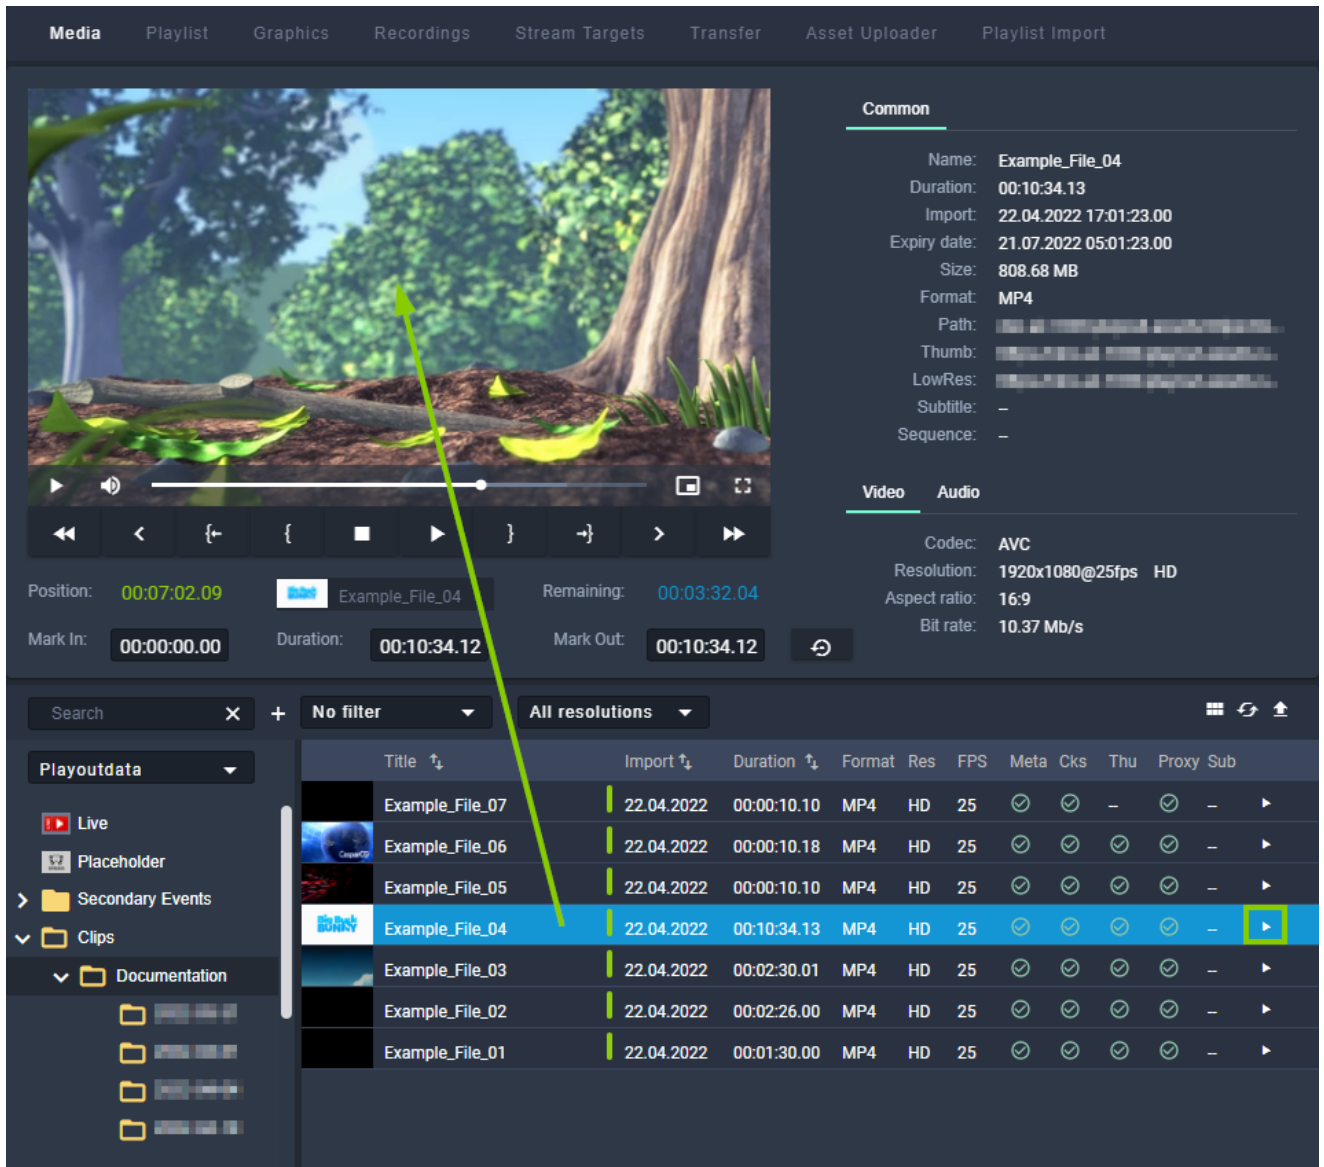 Media Playlist Graphics Recordings Stream Targets Transfer Asset Uploader Playlist Import
Common
Name: Example_File_04
Duration: 00:10:34.13
Import: 22.04.2022 17:01:23.00
Expiry date: 21.07.2022 05:01:23.00
Size: 808.68 MB
Format: MP4
Path:
Thumb:
LowRes:
Subtitle: –
Sequence: –
Video Audio
Codec: AVC
Resolution: 1920x1080@25fps HD
Aspect ratio: 16:9
Bit rate: 10.37 Mb/s
Position: 00:07:02.09 Example_File_04 Remaining: 00:03:32.04
Mark In: 00:00:00.00 Duration: 00:10:34.12 Mark Out: 00:10:34.12
Search No filter All resolutions
Playoutdata
Live
Placeholder
Secondary Events
Clips
Documentation
Title Import Duration Format Res FPS Meta Cks Thu Proxy Sub
Example_File_07 22.04.2022 00:00:10.10 MP4 HD 25 – –
CasparCG Example_File_06 22.04.2022 00:00:10.18 MP4 HD 25 –
Example_File_05 22.04.2022 00:00:10.10 MP4 HD 25 –
Big Buck BUNNY Example_File_04 22.04.2022 00:10:34.13 MP4 HD 25 –
Example_File_03 22.04.2022 00:02:30.01 MP4 HD 25 –
Example_File_02 22.04.2022 00:02:26.00 MP4 HD 25 –
Example_File_01 22.04.2022 00:01:30.00 MP4 HD 25 –